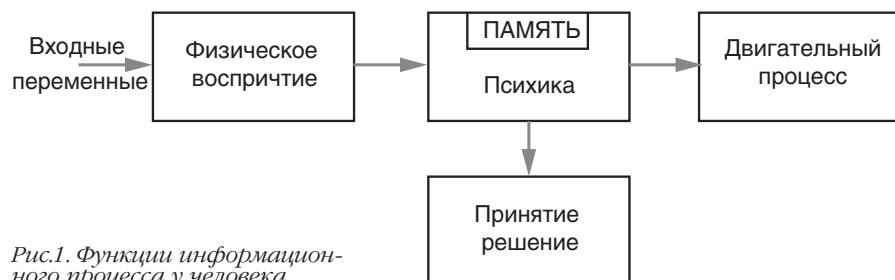 Входные
переменные
Физическое
воспричтие
ПАМЯТЬ
Психика
Двигательный
процесс
Принятие
решение
Рис.1. Функции информацион-
ного процесса у человека